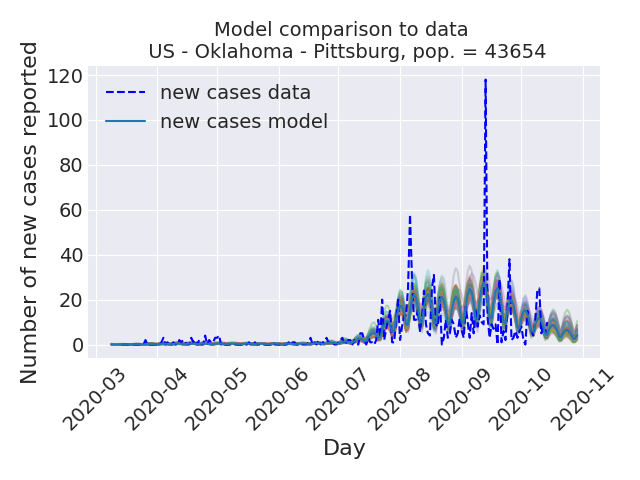 Model comparison to data
US - Oklahoma - Pittsburg, pop. = 43654
Number of new cases reported
120
100
80
60
40
20
0
new cases data
new cases model
2020-03
2020-04
2020-05
2020-06
2020-07
2020-08
2020-09
2020-10
2020-11
Day